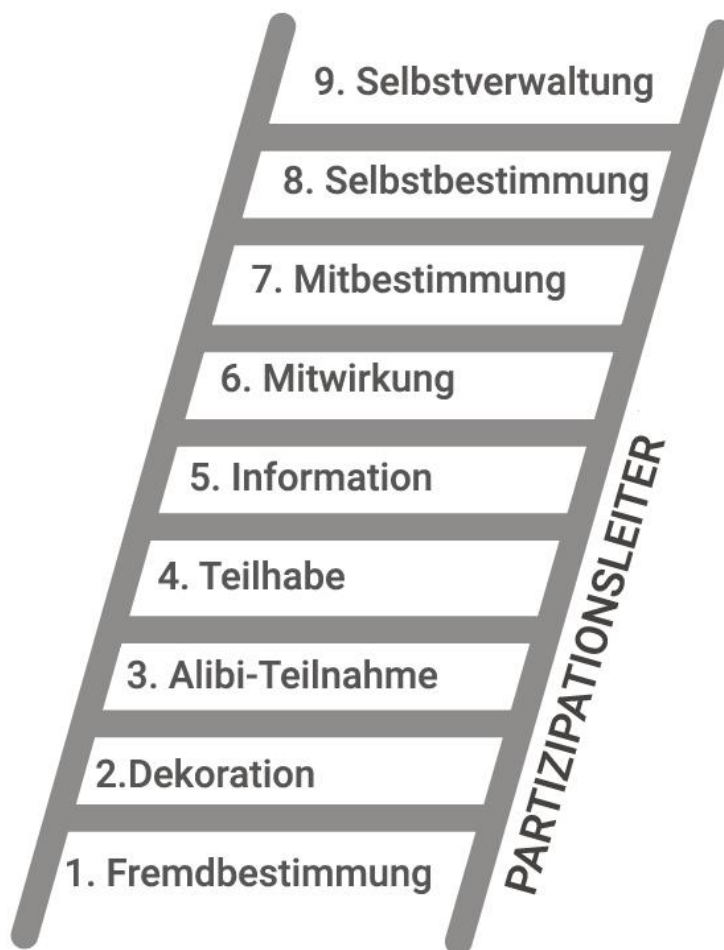 9. Selbstverwaltung
8. Selbstbestimmung
7. Mitbestimmung
6. Mitwirkung
5. Information
4. Teilhabe
3. Alibi-Teilnahme
2.Dekoration
1. Fremdbestimmung
PARTIZIPATIONSLEITER